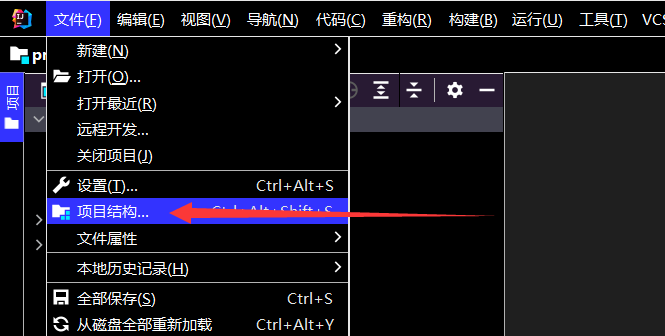 文件(F) 编辑(E) 视图(V) 导航(N) 代码(C) 重构(R) 构建(B) 运行(U) 工具(T) VCS
pr
项目
新建(N)
打开(O)...
打开最近(R)
远程开发...
关闭项目(J)
设置(T)... Ctrl+Alt+S
项目结构... Ctrl+Alt+Shift+S
文件属性
本地历史记录(H)
全部保存(S) Ctrl+S
从磁盘全部重新加载 Ctrl+Alt+Y